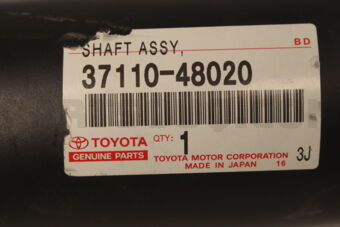 SHAFT ASSY,
BD
37110-48020
TOYOTA
GENUINE PARTS
QTY:
1
TOYOTA MOTOR CORPORATION
MADE IN JAPAN 16
3J